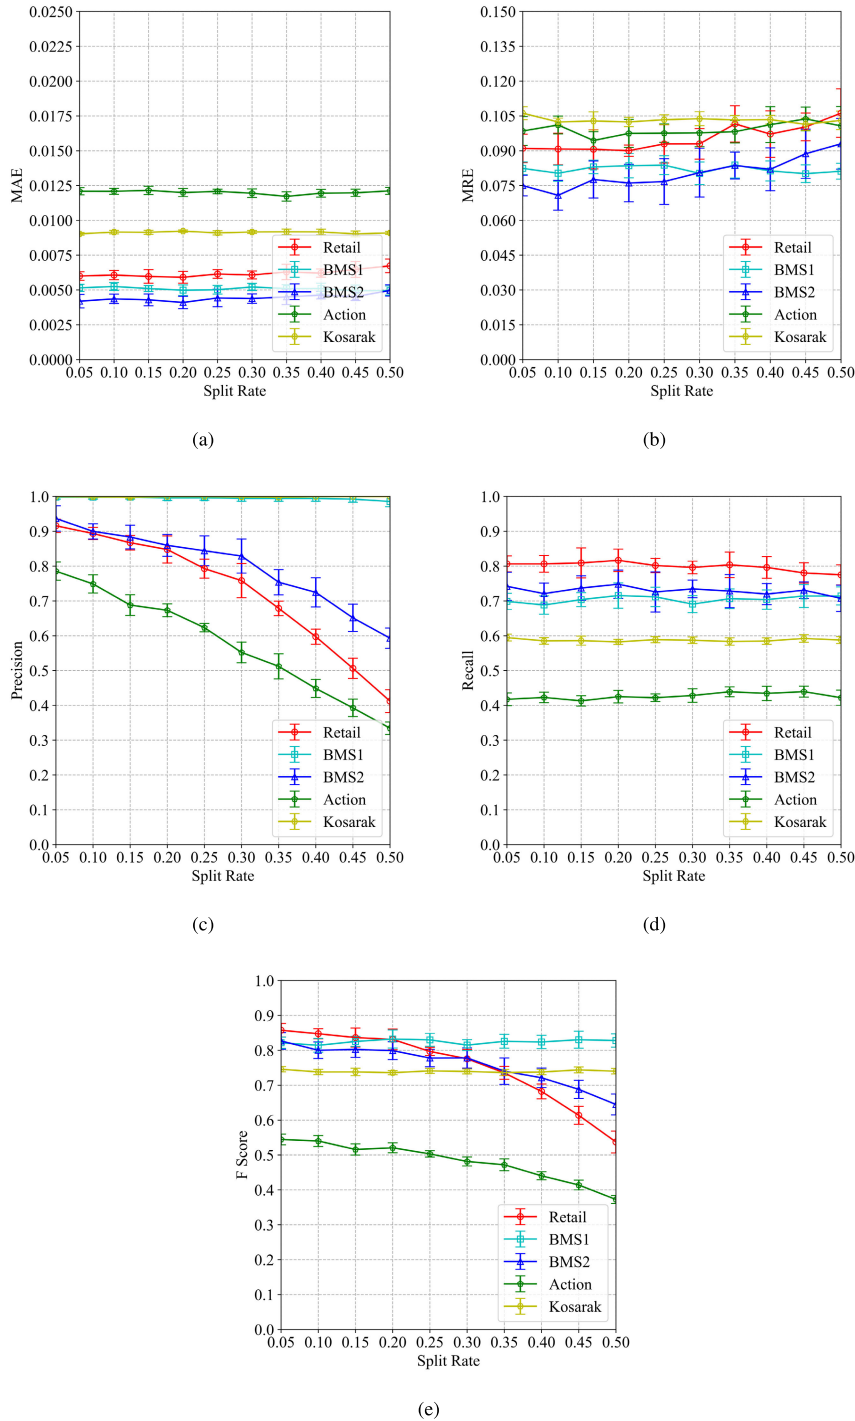 0.0250
0.0225
0.0200
0.0175
0.0150
0.0125
0.0100
0.0075
0.0050
0.0025
0.0000
MAE
Retail
BMS1
BMS2
Action
Kosarak
0.05 0.10 0.15 0.20 0.25 0.30 0.35 0.40 0.45 0.50
Split Rate
(a)
0.150
0.135
0.120
0.105
0.090
0.075
0.060
0.045
0.030
0.015
0.000
MRE
Retail
BMS1
BMS2
Action
Kosarak
0.05 0.10 0.15 0.20 0.25 0.30 0.35 0.40 0.45 0.50
Split Rate
(b)
1.0
0.9
0.8
0.7
0.6
0.5
0.4
0.3
0.2
0.1
0.0
Precision
Retail
BMS1
BMS2
Action
Kosarak
0.05 0.10 0.15 0.20 0.25 0.30 0.35 0.40 0.45 0.50
Split Rate
(c)
1.0
0.9
0.8
0.7
0.6
0.5
0.4
0.3
0.2
0.1
0.0
Recall
Retail
BMS1
BMS2
Action
Kosarak
0.05 0.10 0.15 0.20 0.25 0.30 0.35 0.40 0.45 0.50
Split Rate
(d)
1.0
0.9
0.8
0.7
0.6
0.5
0.4
0.3
0.2
0.1
0.0
F Score
Retail
BMS1
BMS2
Action
Kosarak
0.05 0.10 0.15 0.20 0.25 0.30 0.35 0.40 0.45 0.50
Split Rate
(e)